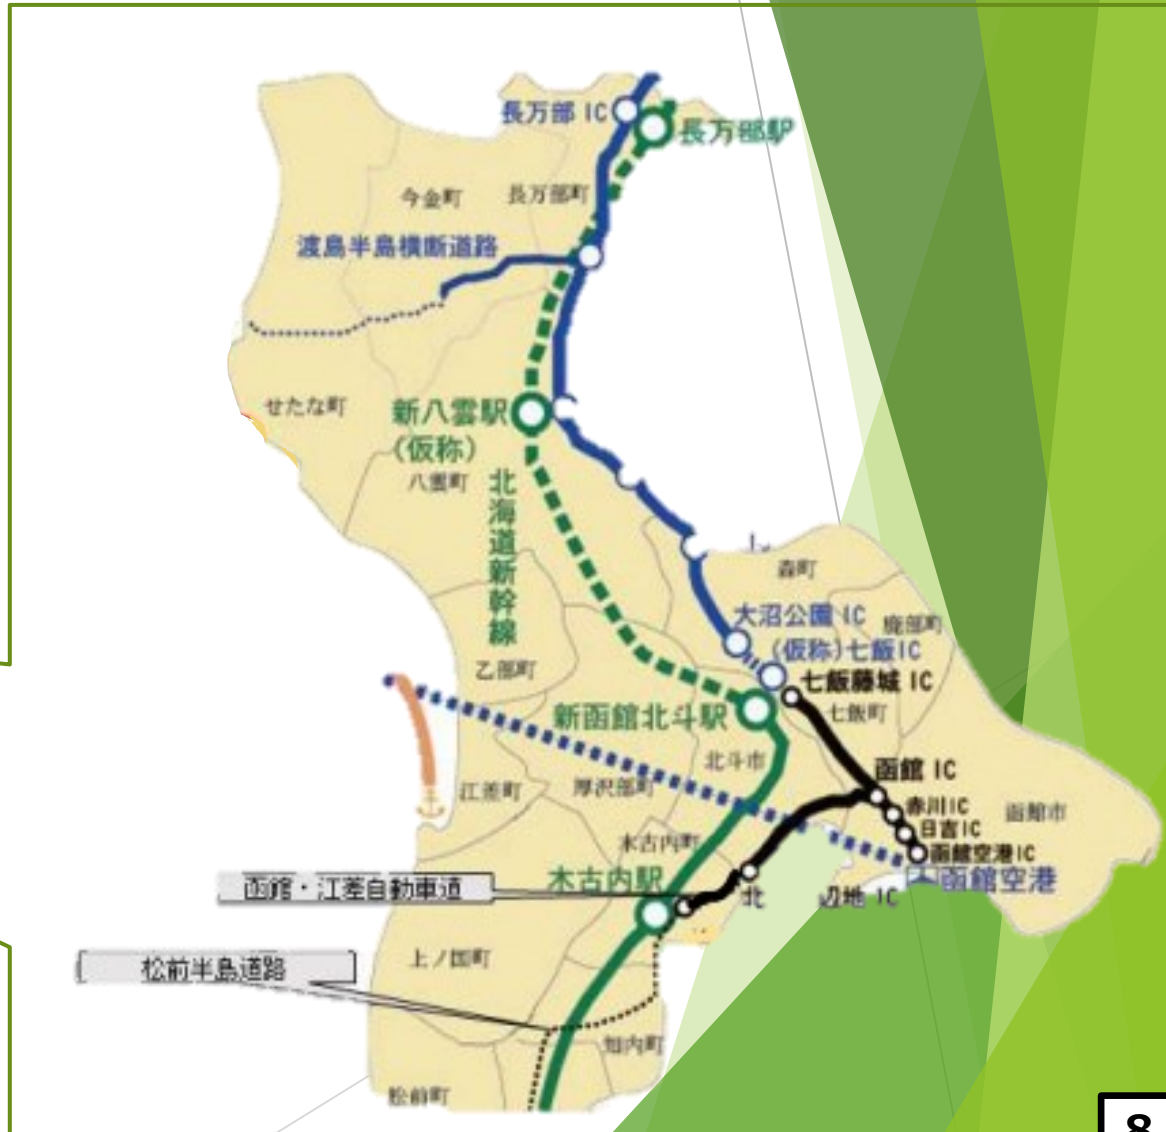 長万部 IC
長万部駅
今金町
長万部町
渡島半島横断道路
せたな町
新八雲駅
(仮称)
八雲町
北海道新幹線
森町
大沼公園 IC
鹿部町
(仮称)七飯IC
七飯藤城 IC
乙部町
七飯町
新函館北斗駅
北斗市
函館 IC
江差町
厚沢部町
赤川IC
函館市
日吉IC
木古内町
函館空港IC
木古内駅
函館空港
函館・江差自動車道
北
辺地 IC
上ノ国町
松前半島道路
知内町
松前町
8